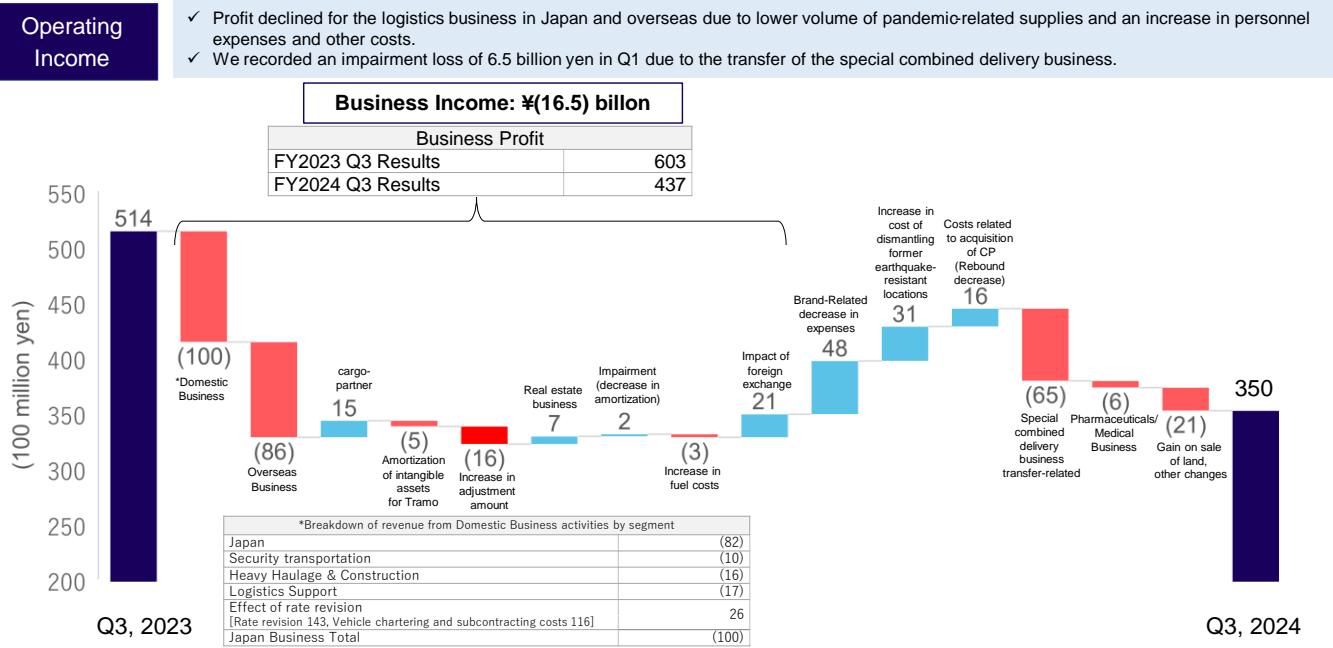 Operating
Income
✓ Profit declined for the logistics business in Japan and overseas due to lower volume of pandemic-related supplies and an increase in personnel
expenses and other costs.
✓ We recorded an impairment loss of 6.5 billion yen in Q1 due to the transfer of the special combined delivery business.
Business Income: ¥(16.5) billon
Business Profit
FY2023 Q3 Results 603
FY2024 Q3 Results 437
(100 million yen)
550
500
450
400
350
300
250
200
514
(100)
*Domestic
Business
(86)
Overseas
Business
cargo-
partner
15
(5)
Amortization
of intangible
assets
for Tramo
(16)
Increase in
adjustment
amount
Real estate
business
7
Impairment
(decrease in
amortization)
2
(3)
Increase in
fuel costs
Impact of
foreign
exchange
21
Brand-Related
decrease in
expenses
48
Increase in
cost of
dismantling
former
earthquake-
resistant
locations
31
Costs related
to acquisition
of CP
(Rebound
decrease)
16
(65)
Special
combined
delivery
business
transfer-related
(6)
Pharmaceuticals/
Medical
Business
(21)
Gain on sale
of land,
other changes
350
*Breakdown of revenue from Domestic Business activities by segment
Japan (82)
Security transportation (10)
Heavy Haulage & Construction (16)
Logistics Support (17)
Effect of rate revision
[Rate revision 143, Vehicle chartering and subcontracting costs 116] 26
Japan Business Total (100)
Q3, 2023
Q3, 2024